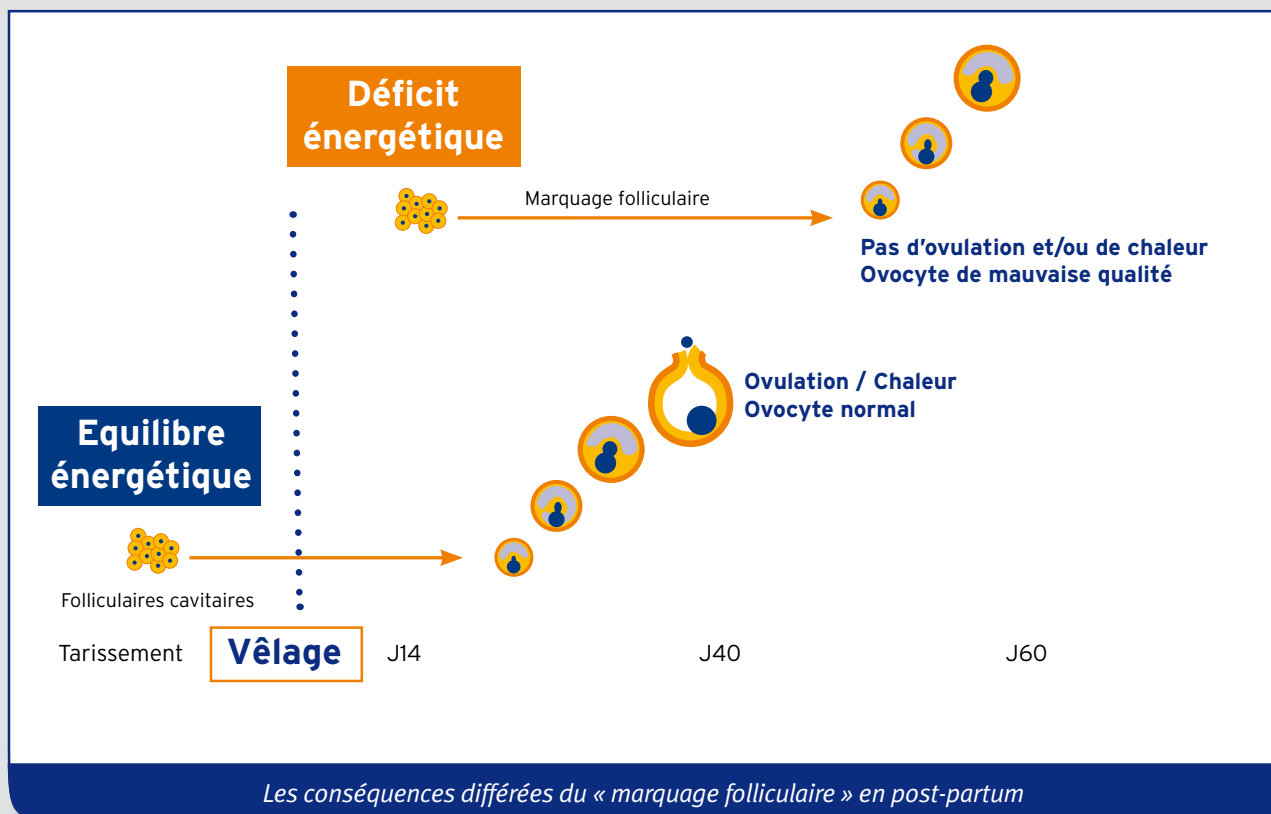 Déficit
énergétique
Marquage folliculaire
Pas d'ovulation et/ou de chaleur
Ovocyte de mauvaise qualité
Ovulation / Chaleur
Ovocyte normal
Equilibre
énergétique
Folliculaires cavitaires
Tarissement Vêlage J14 J40 J60
Les conséquences différées du « marquage folliculaire » en post-partum